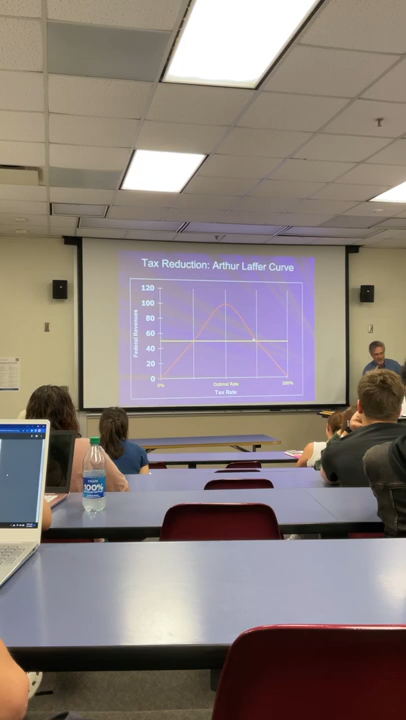 Tax Reduction: Arthur Laffer Curve
120
100
80
60
40
20
0
Federal Revenues
0%
Optimal Rate
100%
Tax Rate
100%